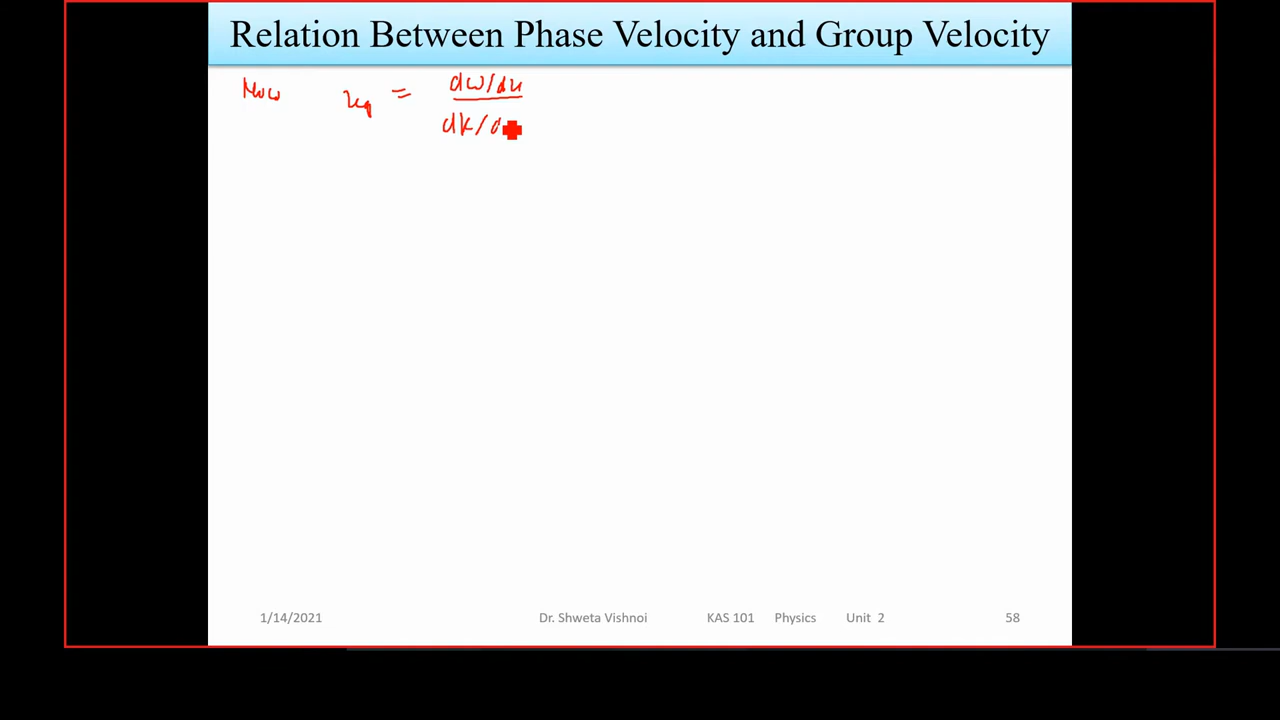 Relation Between Phase Velocity and Group Velocity
Now =
dω/du
dk/d
1/14/2021 Dr. Shweta Vishnoi KAS 101 Physics Unit 2 58